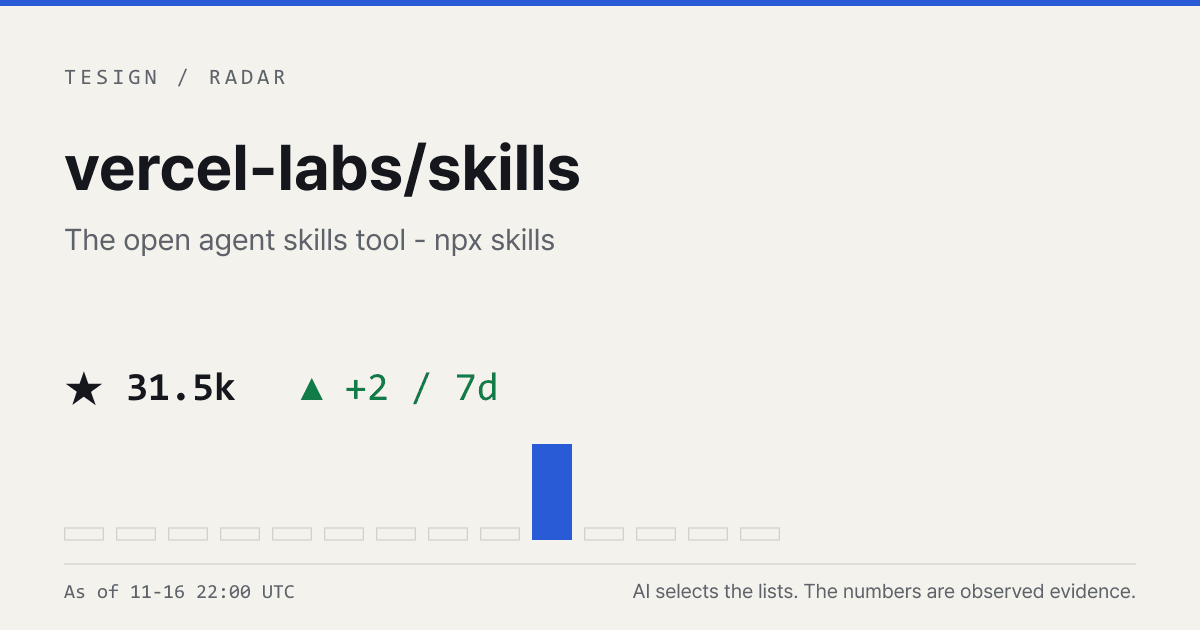 TESIGN / RADAR
vercel-labs/skills
The open agent skills tool - npx skills
★ 31.5k ▲ +2 / 7d
As of 11-16 22:00 UTC
AI selects the lists. The numbers are observed evidence.